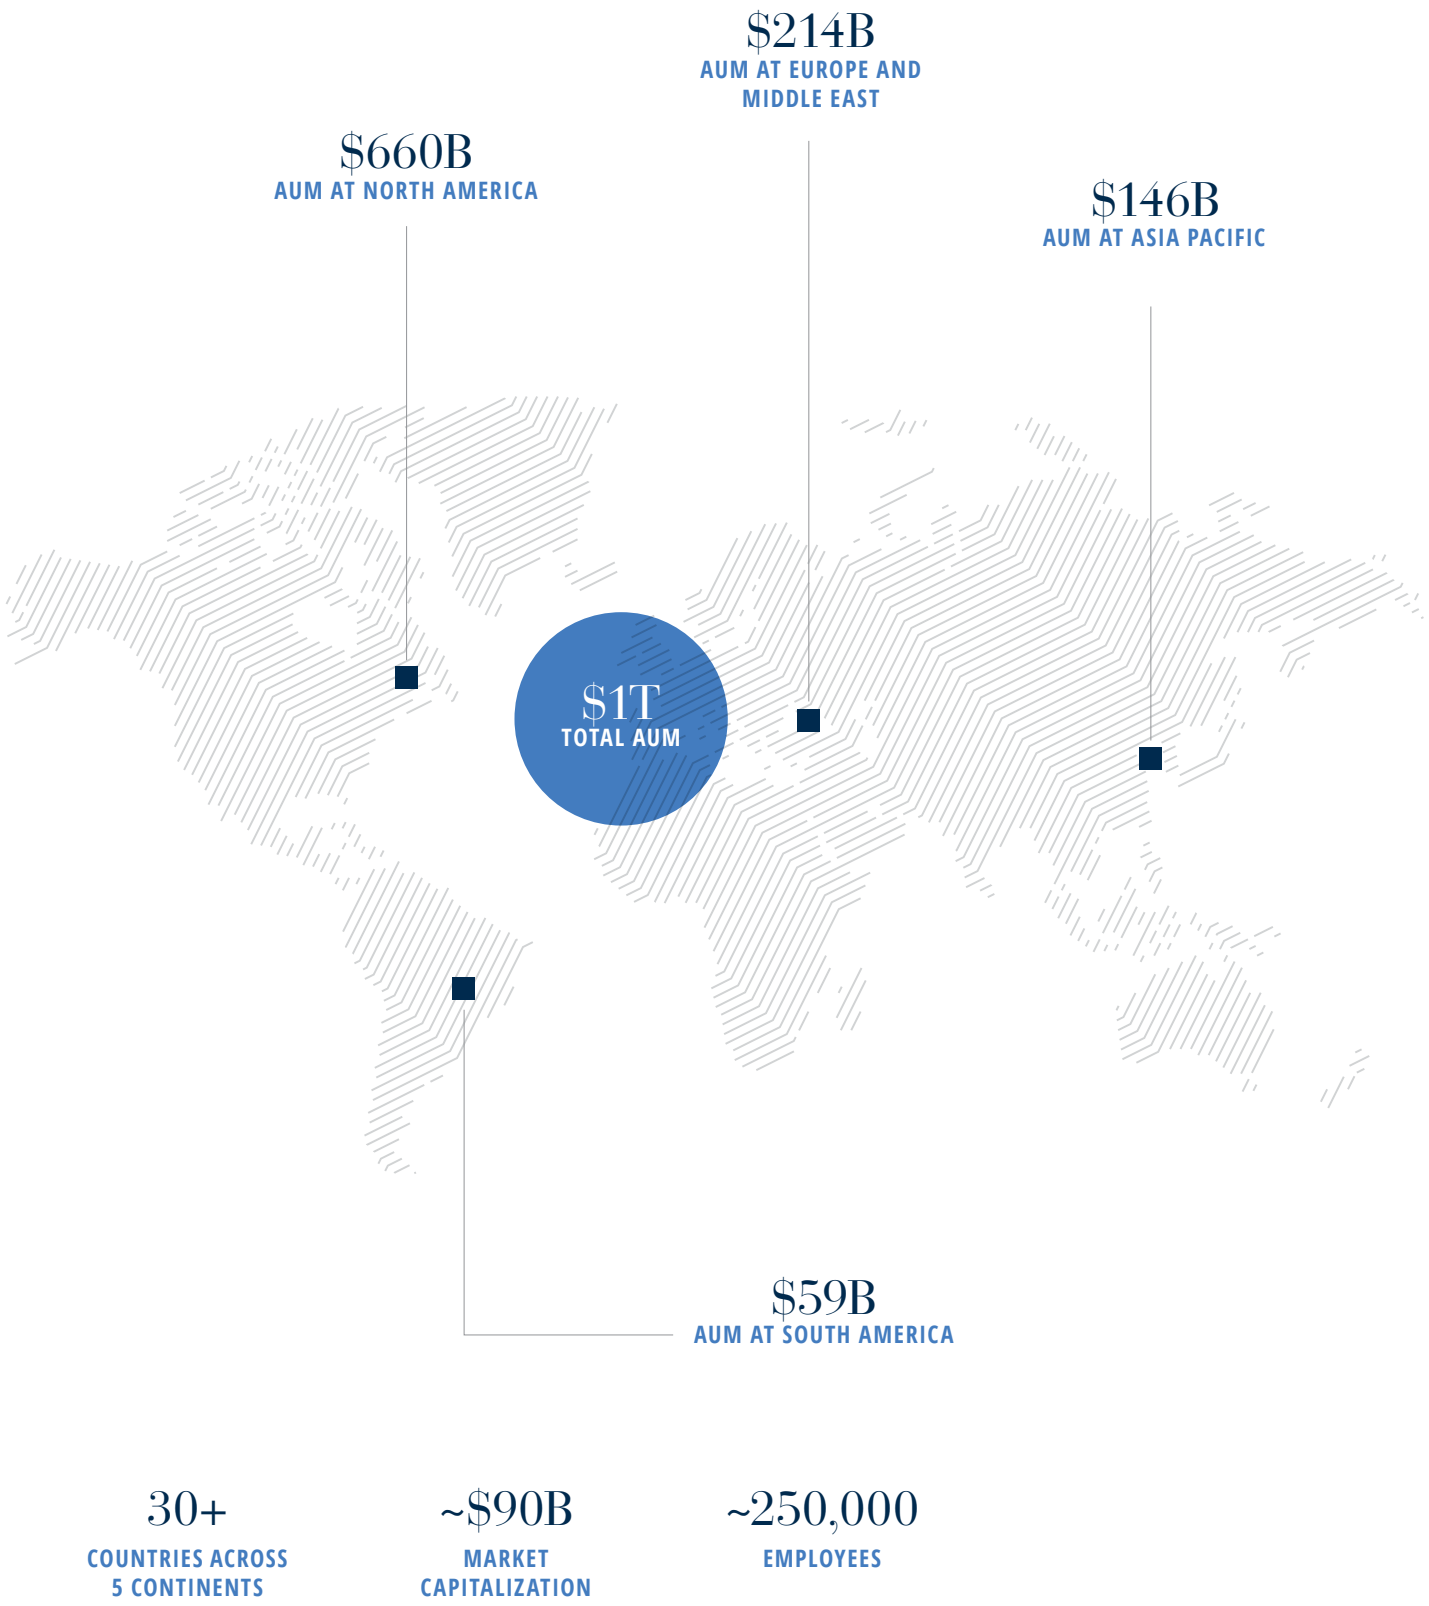 $214B
AUM AT EUROPE AND
MIDDLE EAST
$660B
AUM AT NORTH AMERICA
$146B
AUM AT ASIA PACIFIC
$1T
TOTAL AUM
$59B
AUM AT SOUTH AMERICA
30+
COUNTRIES ACROSS
5 CONTINENTS
~$90B
MARKET
CAPITALIZATION
~250,000
EMPLOYEES